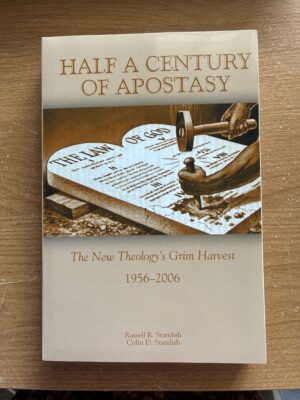 HALF A CENTURY
OF APOSTASY
THE LAW OF GOD
The New Theology's Grim Harvest
1956–2006
Russell R. Standish
Colin D. Standish